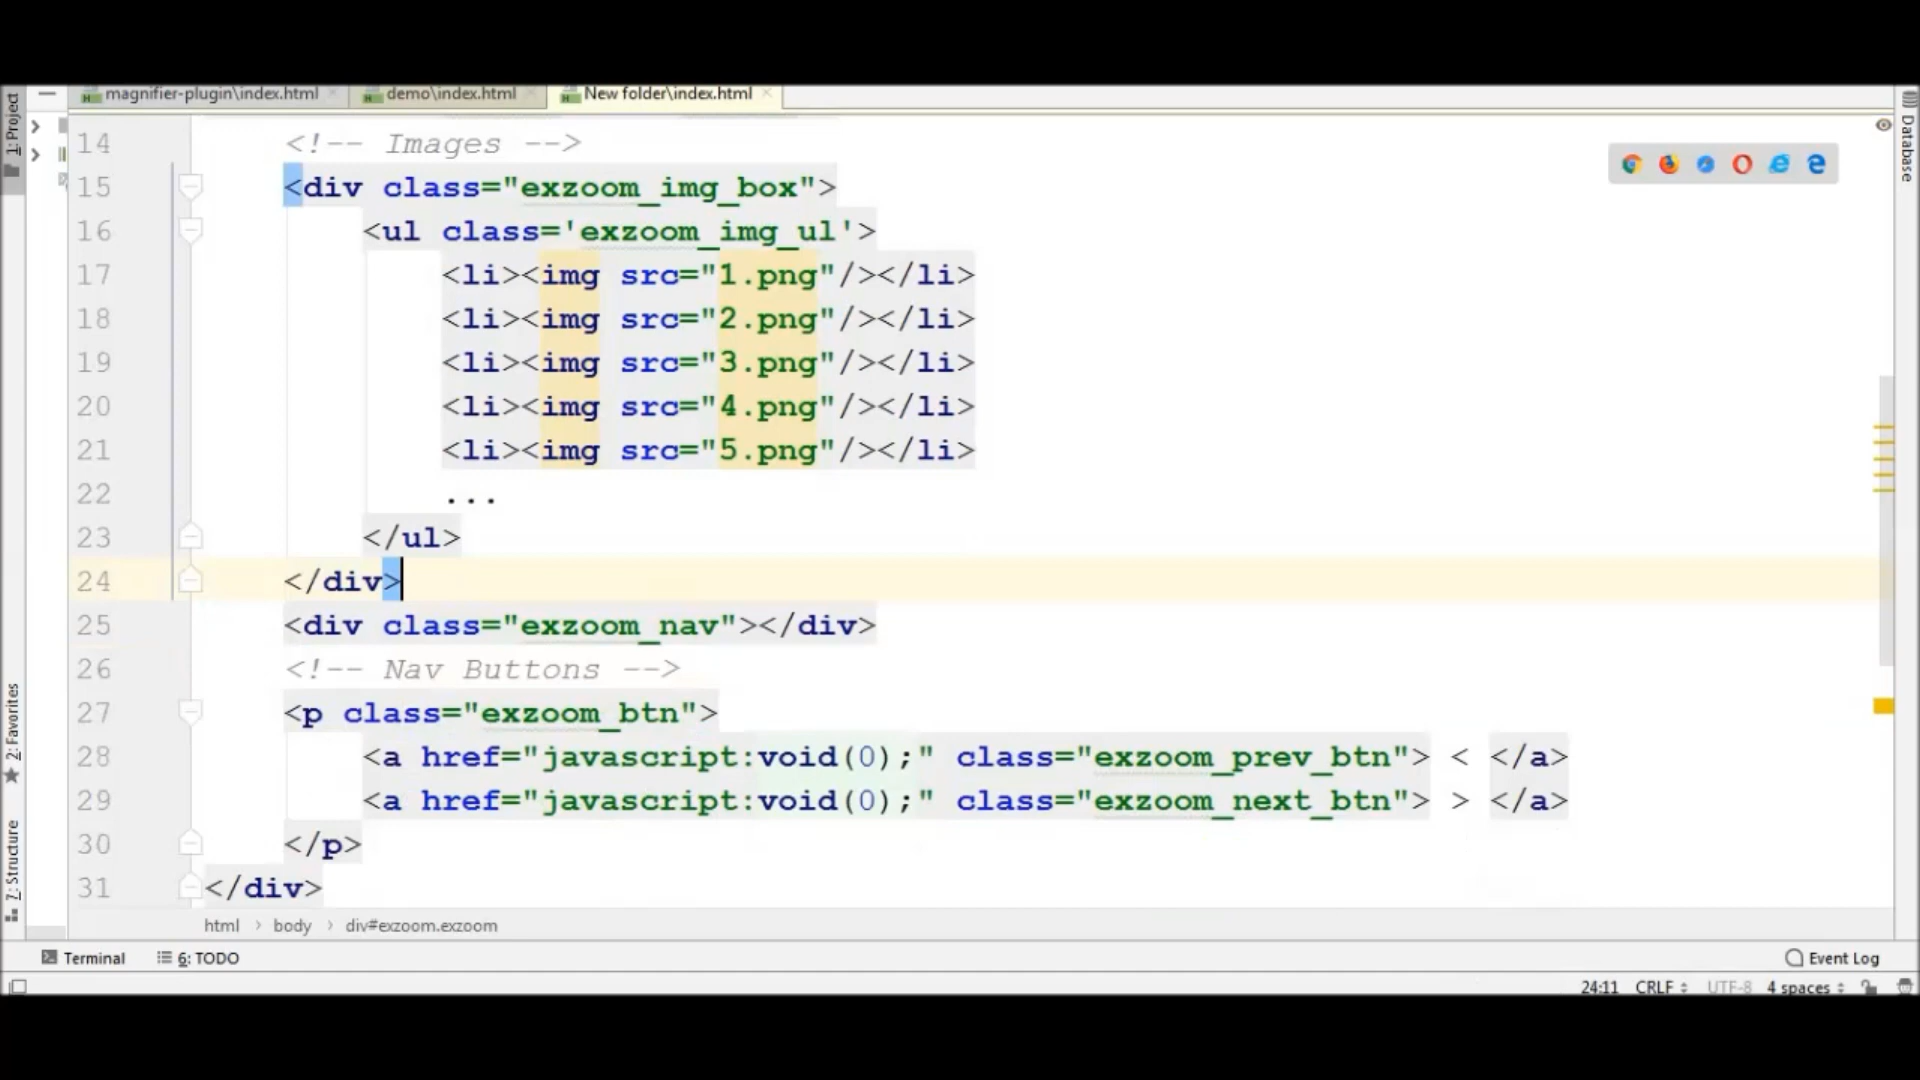 magnifier-plugin\index.html demo\index.html New folder\index.html
1: Project
Database
14 <!-- Images -->
15 <div class="exzoom_img_box">
16 <ul class='exzoom_img_ul'>
17 <li><img src="1.png"/></li>
18 <li><img src="2.png"/></li>
19 <li><img src="3.png"/></li>
20 <li><img src="4.png"/></li>
21 <li><img src="5.png"/></li>
22 ...
23 </ul>
24 </div>
25 <div class="exzoom_nav"></div>
26 <!-- Nav Buttons -->
27 <p class="exzoom_btn">
28 <a href="javascript:void(0);" class="exzoom_prev_btn"> < </a>
29 <a href="javascript:void(0);" class="exzoom_next_btn"> > </a>
30 </p>
31 </div>
2: Favorites
7: Structure
html > body > div#exzoom.exzoom
Terminal 6: TODO Event Log
24:11 CRLF UTF-8 4 spaces